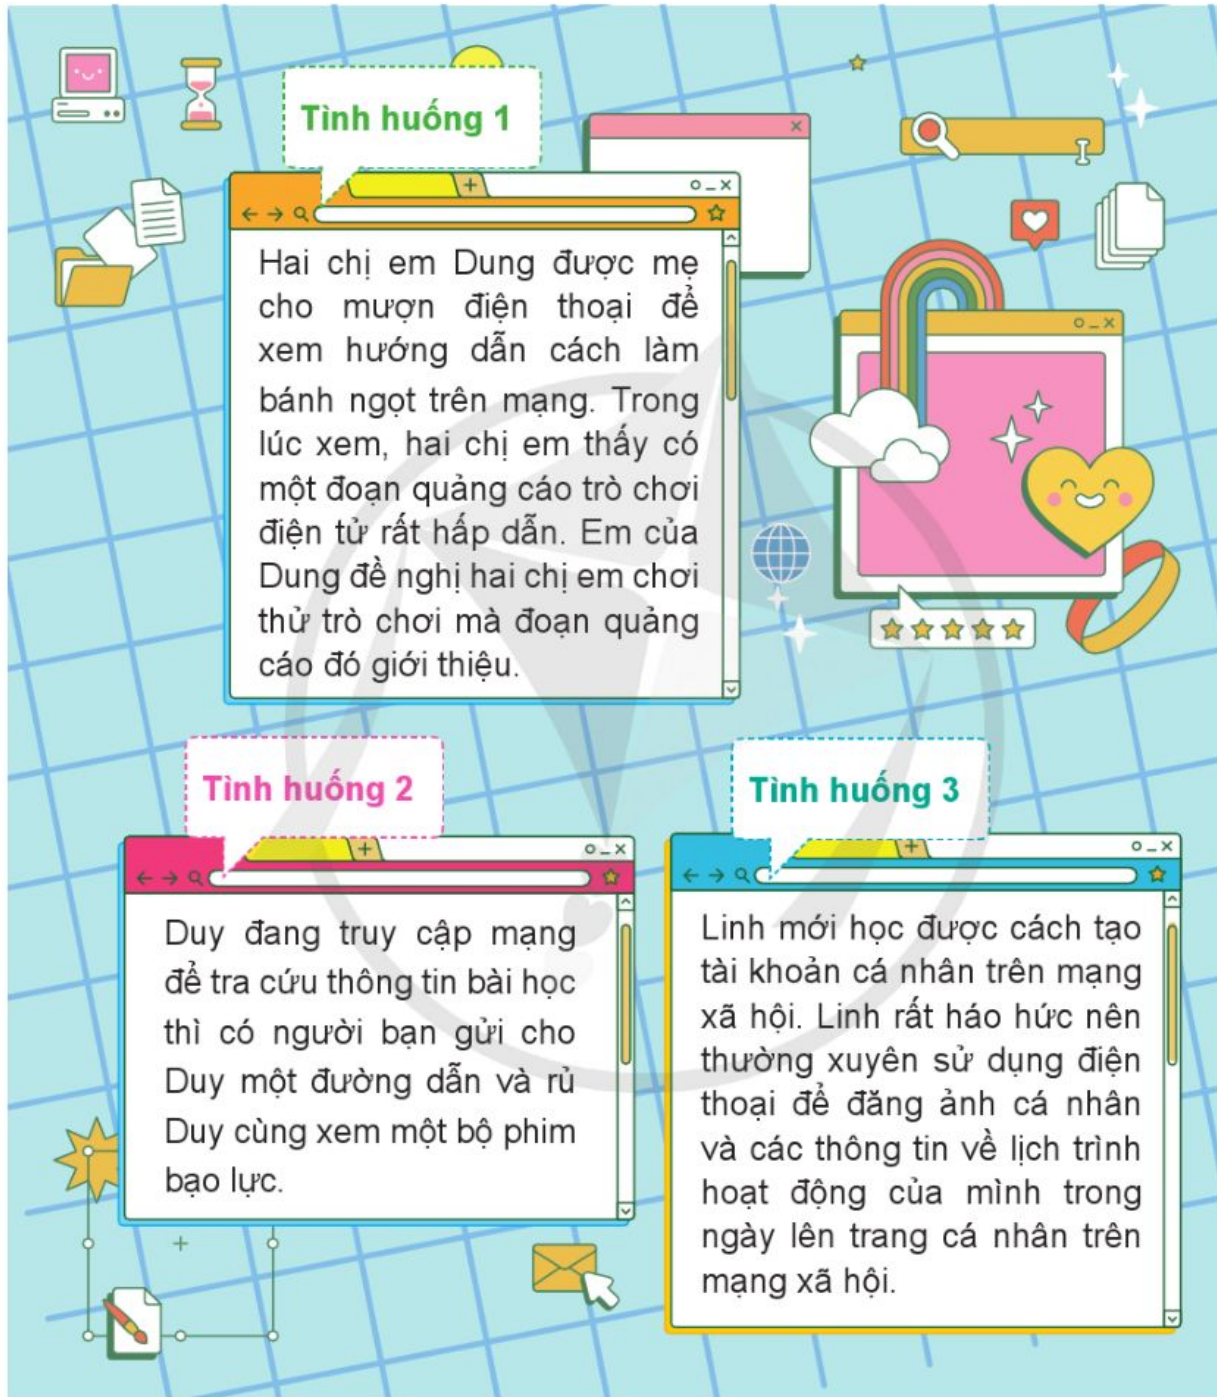 Tình huống 1
Hai chị em Dung được mẹ
cho mượn điện thoại để
xem hướng dẫn cách làm
bánh ngọt trên mạng. Trong
lúc xem, hai chị em thấy có
một đoạn quảng cáo trò chơi
điện tử rất hấp dẫn. Em của
Dung đề nghị hai chị em chơi
thử trò chơi mà đoạn quảng
cáo đó giới thiệu.
Tình huống 2
Duy đang truy cập mạng
để tra cứu thông tin bài học
thì có người bạn gửi cho
Duy một đường dẫn và rủ
Duy cùng xem một bộ phim
bạo lực.
Tình huống 3
Linh mới học được cách tạo
tài khoản cá nhân trên mạng
xã hội. Linh rất háo hức nên
thường xuyên sử dụng điện
thoại để đăng ảnh cá nhân
và các thông tin về lịch trình
hoạt động của mình trong
ngày lên trang cá nhân trên
mạng xã hội.